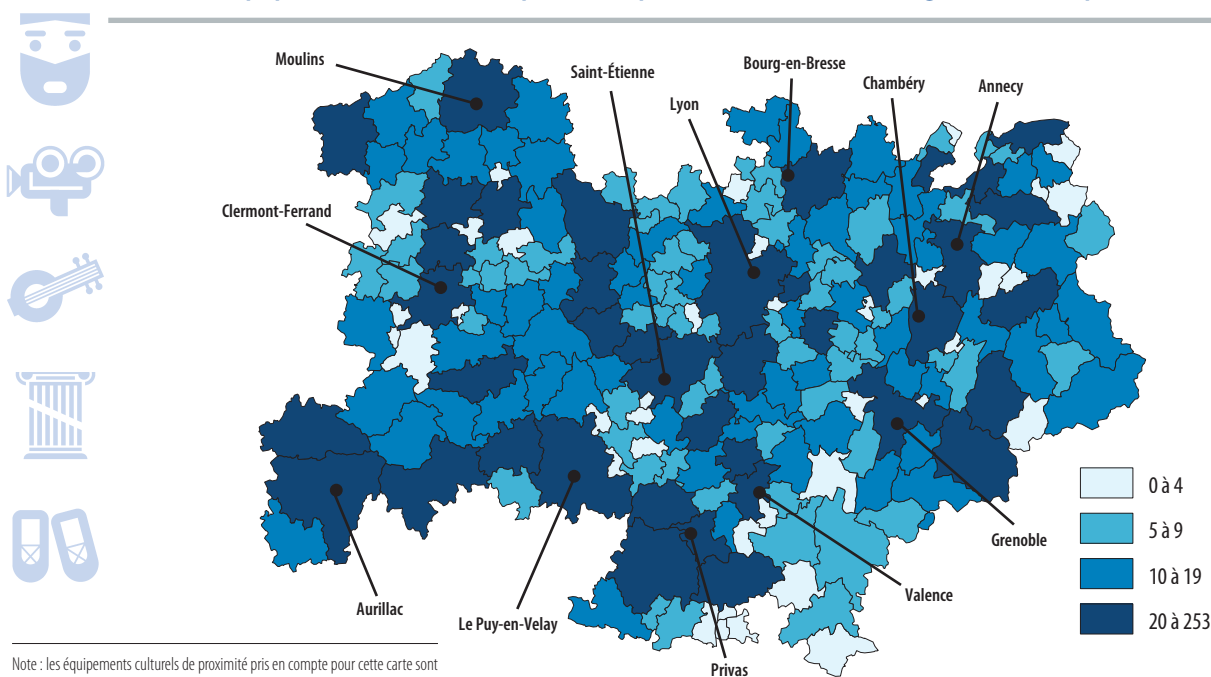 Moulins
Saint-Étienne
Bourg-en-Bresse
Lyon
Chambéry
Annecy
Clermont-Ferrand
0 à 4
5 à 9
10 à 19
20 à 253
Grenoble
Valence
Aurillac
Le Puy-en-Velay
Privas
Note : les équipements culturels de proximité pris en compte pour cette carte sont